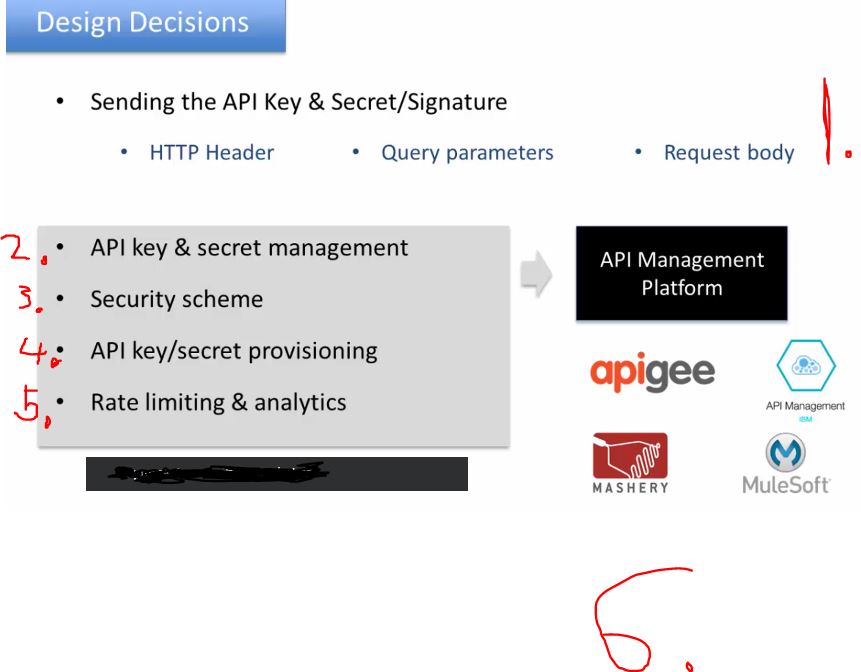 Design Decisions
• Sending the API Key & Secret/Signature 1.
• HTTP Header • Query parameters • Request body
2. • API key & secret management
3. • Security scheme
4. • API key/secret provisioning
5. • Rate limiting & analytics
API Management
Platform
apigee
API Management
IBM
MASHERY
MuleSoft
6.